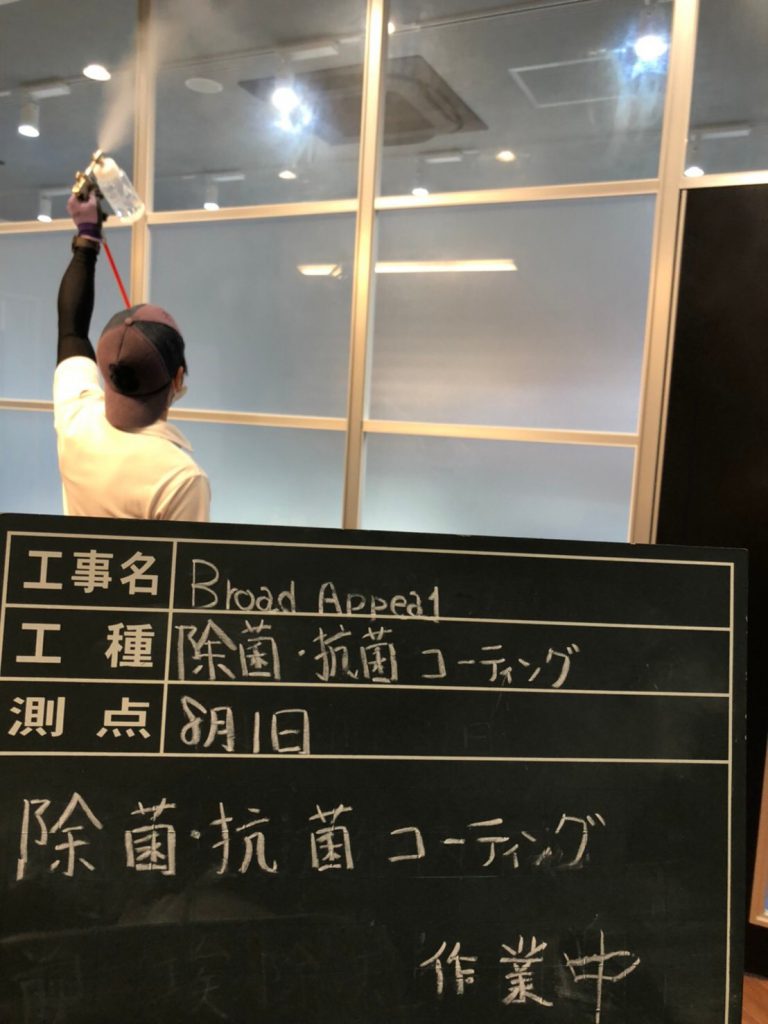 工事名 Broad Appeal
工種 除菌・抗菌コーティング
測点 8月1日
除菌・抗菌コーティング
作業中